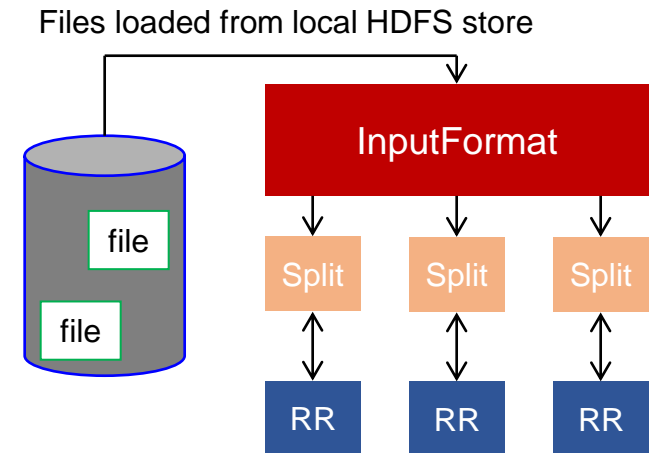 Files loaded from local HDFS store
InputFormat
file
file
Split
Split
Split
RR
RR
RR